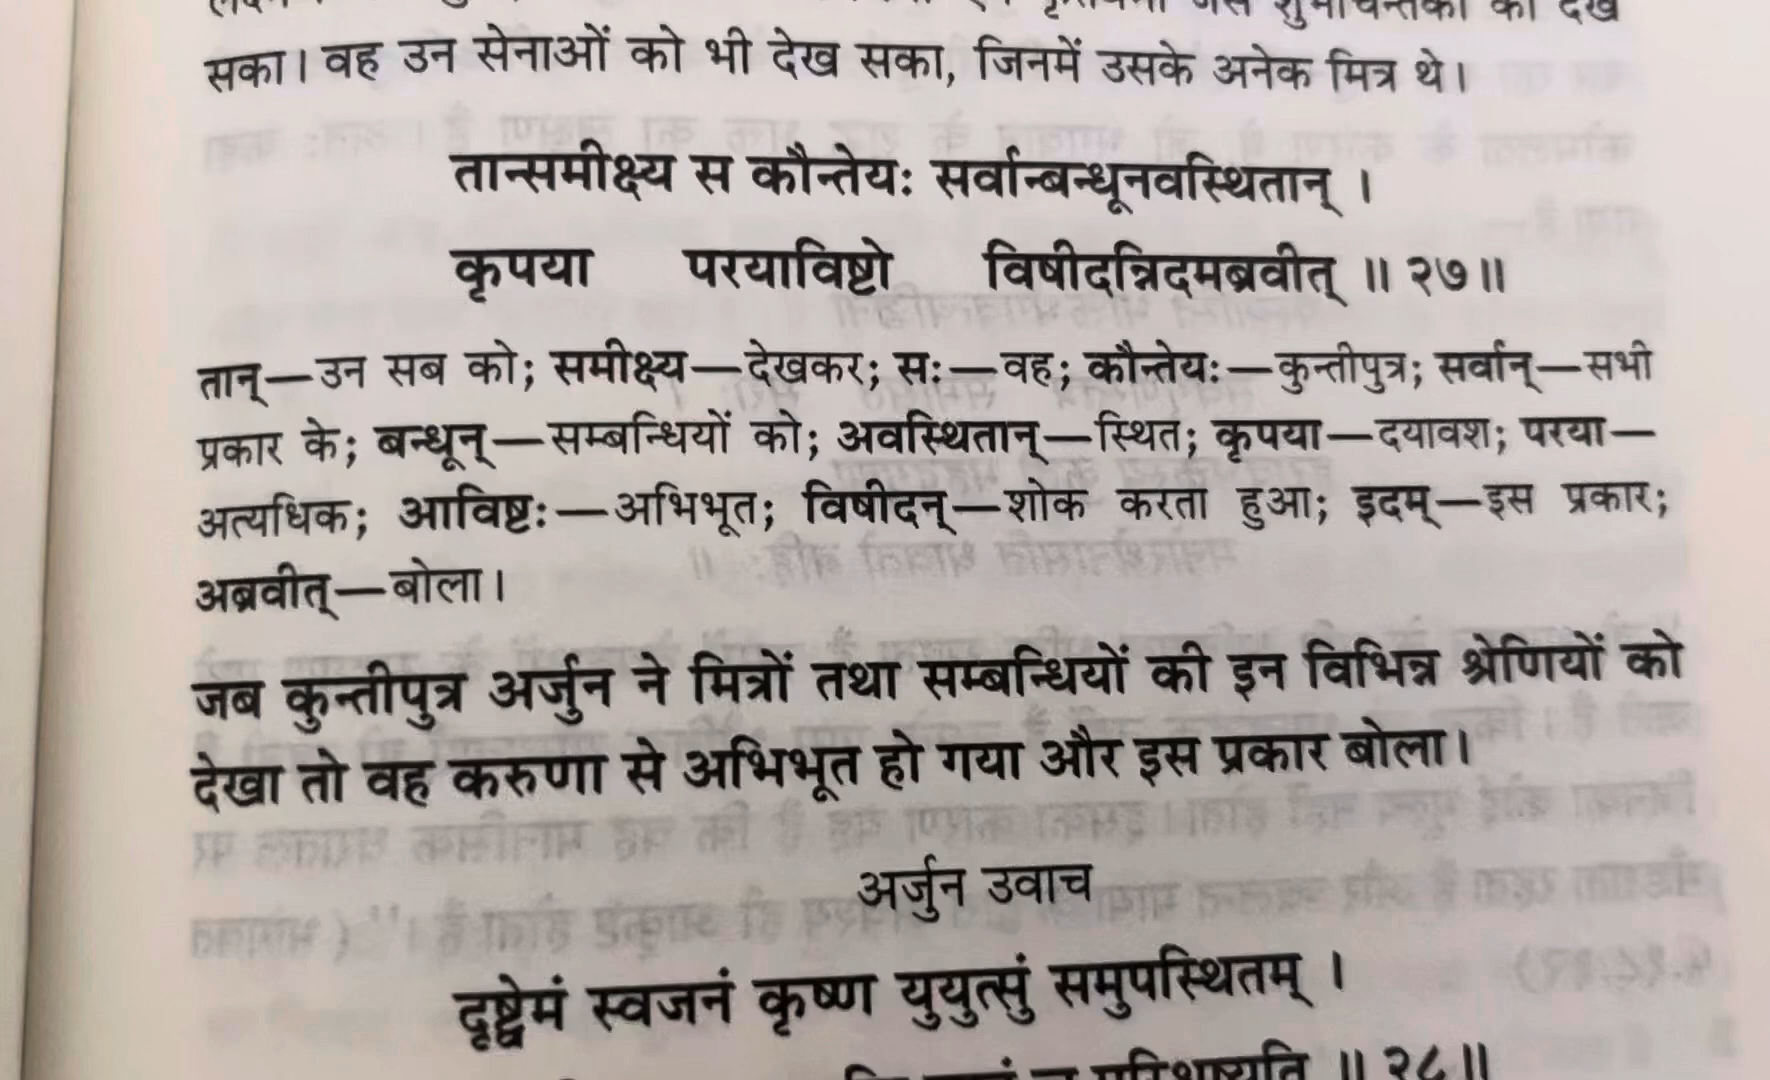 को देख
सका। वह उन सेनाओं को भी देख सका, जिनमें उसके अनेक मित्र थे।
तान्समीक्ष्य स कौन्तेयः सर्वान्बन्धूनवस्थितान् ।
कृपया परयाविष्टो विषीदन्निदमब्रवीत् ॥ २७॥
तान्—उन सब को; समीक्ष्य—देखकर; सः—वह; कौन्तेयः—कुन्तीपुत्र; सर्वान्—सभी
प्रकार के; बन्धून्—सम्बन्धियों को; अवस्थितान्—स्थित; कृपया—दयावश; परया—
अत्यधिक; आविष्टः—अभिभूत; विषीदन्—शोक करता हुआ; इदम्—इस प्रकार;
अब्रवीत्—बोला।
जब कुन्तीपुत्र अर्जुन ने मित्रों तथा सम्बन्धियों की इन विभिन्न श्रेणियों को
देखा तो वह करुणा से अभिभूत हो गया और इस प्रकार बोला।
अर्जुन उवाच
दृष्ट्वेमं स्वजनं कृष्ण युयुत्सुं समुपस्थितम् ।
॥ २८॥